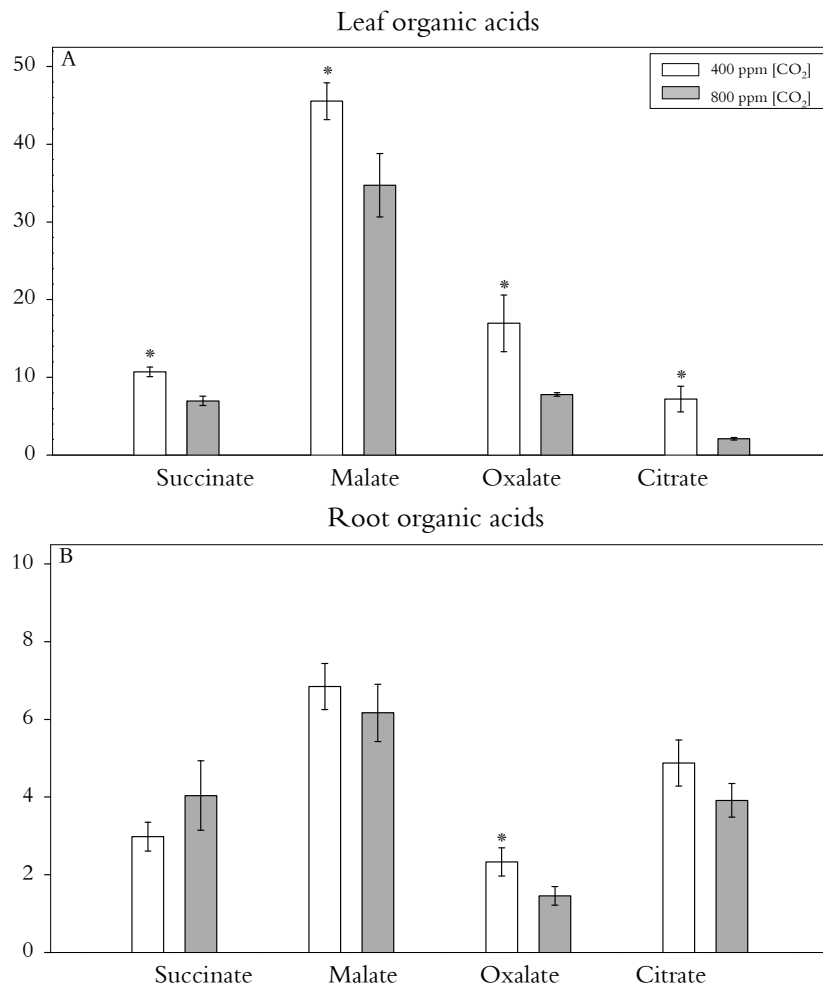 Leaf organic acids
A
400 ppm [CO₂]
800 ppm [CO₂]
50
40
30
20
10
0
*
*
*
*
Succinate Malate Oxalate Citrate
Root organic acids
B
10
8
6
4
2
0
*
Succinate Malate Oxalate Citrate